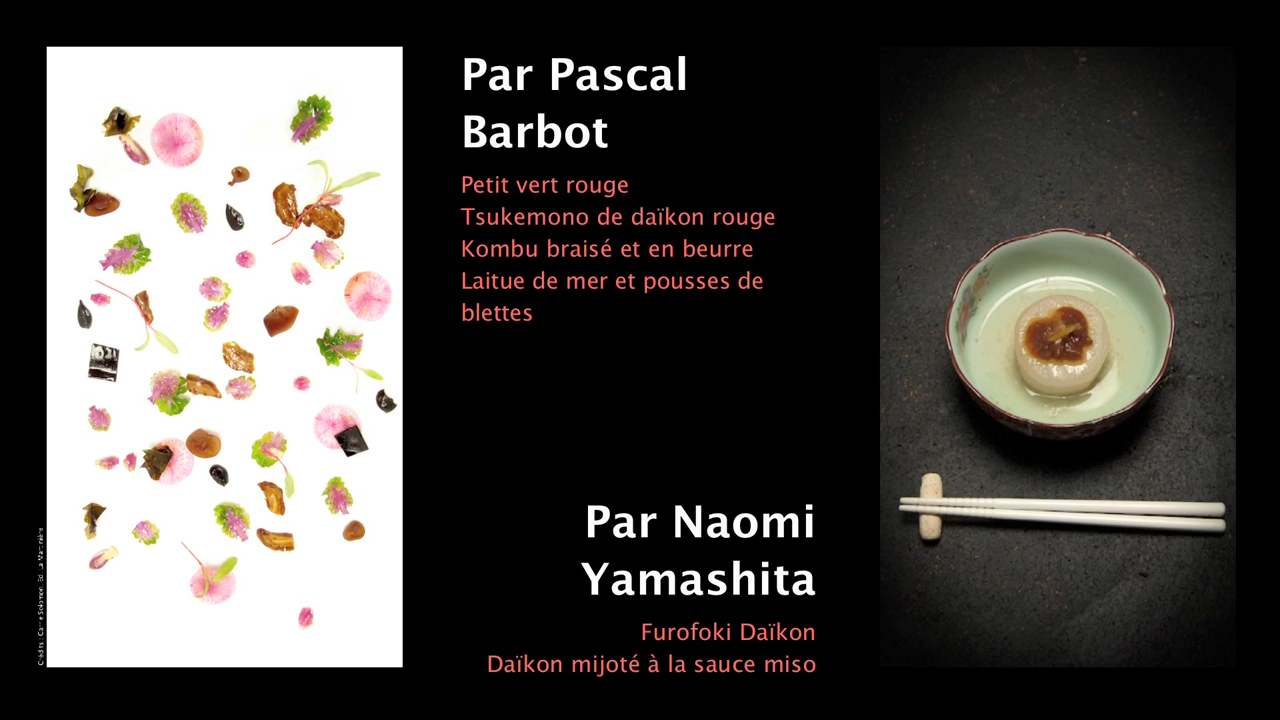 Par Pascal
Barbot
Petit vert rouge
Tsukemono de daïkon rouge
Kombu braisé et en beurre
Laitue de mer et pousses de
blettes
Par Naomi
Yamashita
Furofoki Daïkon
Daïkon mijoté à la sauce miso